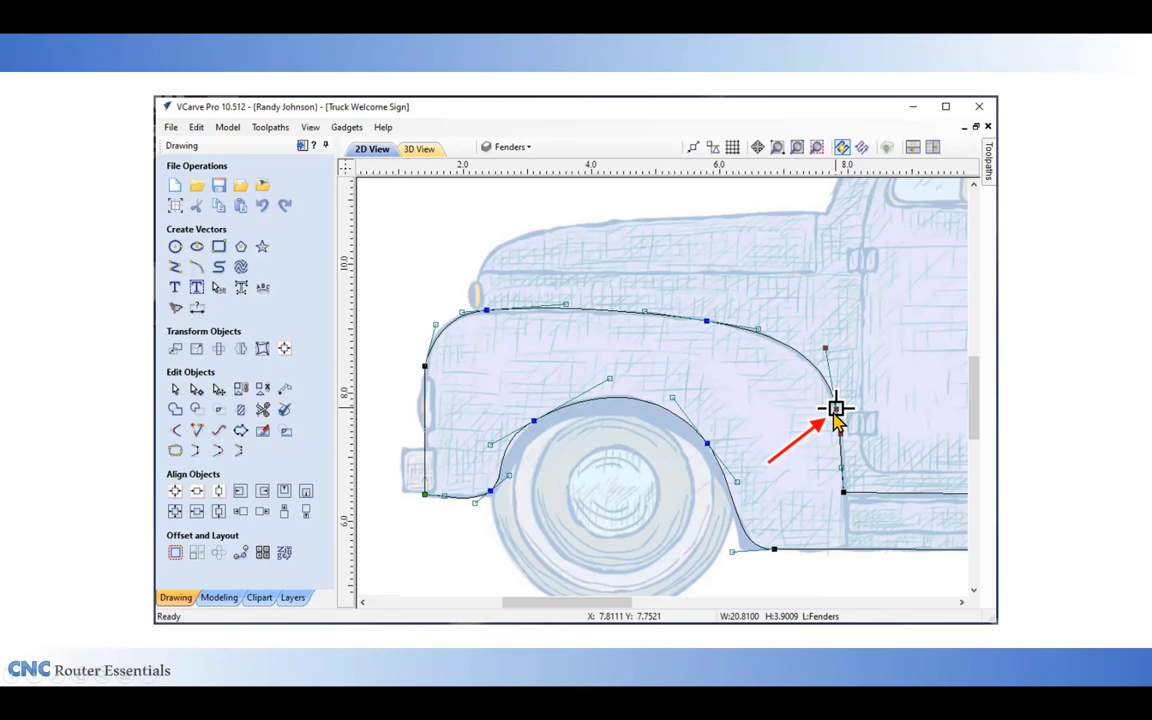 VCarve Pro 10.512 - {Randy Johnson} - [Truck Welcome Sign]
File Edit Model Toolpaths View Gadgets Help
Drawing
2D View 3D View Fenders
File Operations
Create Vectors
Transform Objects
Edit Objects
Align Objects
Offset and Layout
Drawing Modeling Clipart Layers
2.0 4.0 6.0 8.0
10.0
8.0
6.0
Toolpaths
Ready X: 7.8111 Y: 7.7521 W:20.8100 H:3.9009 L:Fenders
CNC Router Essentials